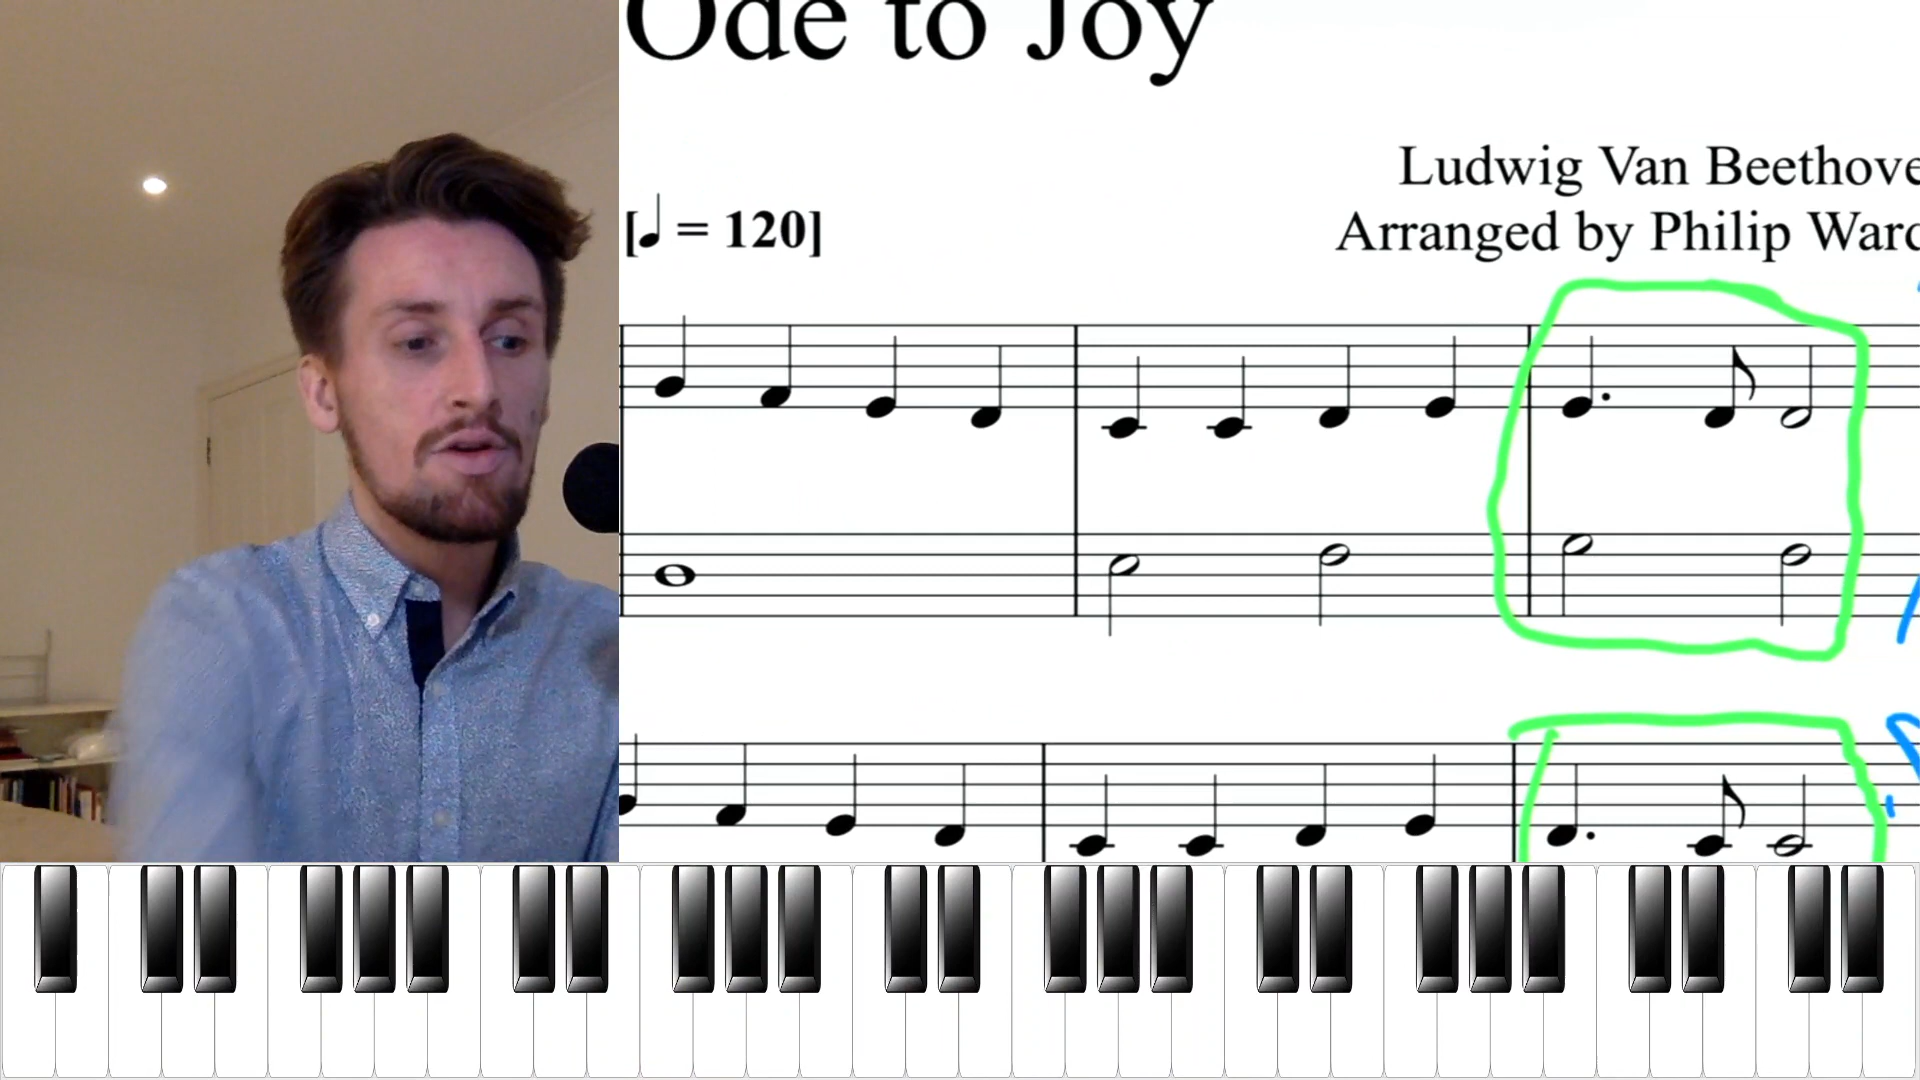 Ode to Joy
Ludwig Van Beethove
[♩ = 120]
Arranged by Philip Ward